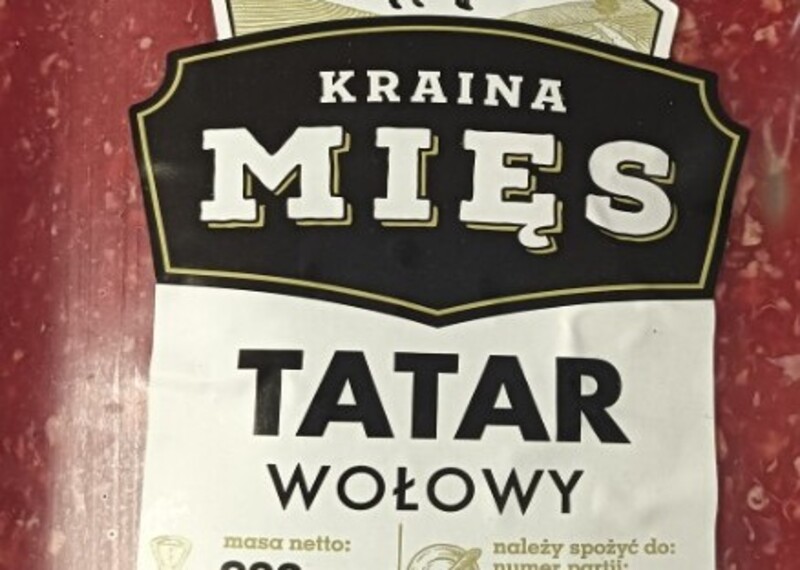 KRAINA
MIĘS
TATAR
WOŁOWY
masa netto:
należy spożyć do:
numer partii: